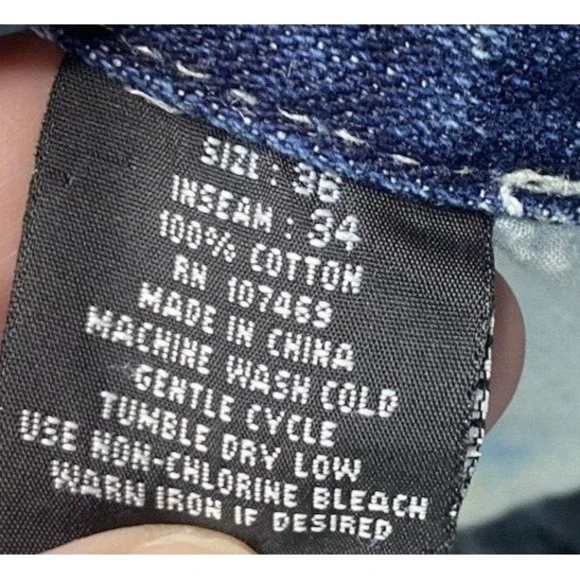 SIZE : 36
INSEAM : 34
100% COTTON
RN 107469
MADE IN CHINA
MACHINE WASH COLD
GENTLE CYCLE
TUMBLE DRY LOW
USE NON-CHLORINE BLEACH
WARN IRON IF DESIRED